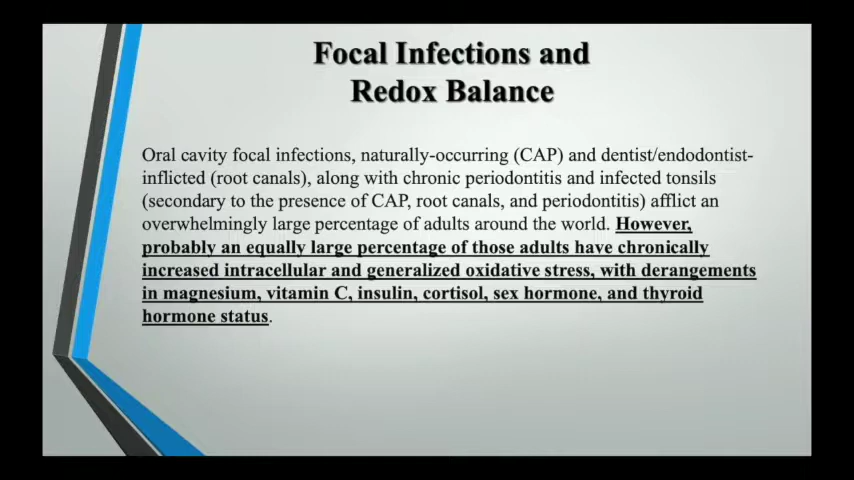 Focal Infections and
Redox Balance
Oral cavity focal infections, naturally-occurring (CAP) and dentist/endodontist-
inflicted (root canals), along with chronic periodontitis and infected tonsils
(secondary to the presence of CAP, root canals, and periodontitis) afflict an
overwhelmingly large percentage of adults around the world. However,
probably an equally large percentage of those adults have chronically
increased intracellular and generalized oxidative stress, with derangements
in magnesium, vitamin C, insulin, cortisol, sex hormone, and thyroid
hormone status.